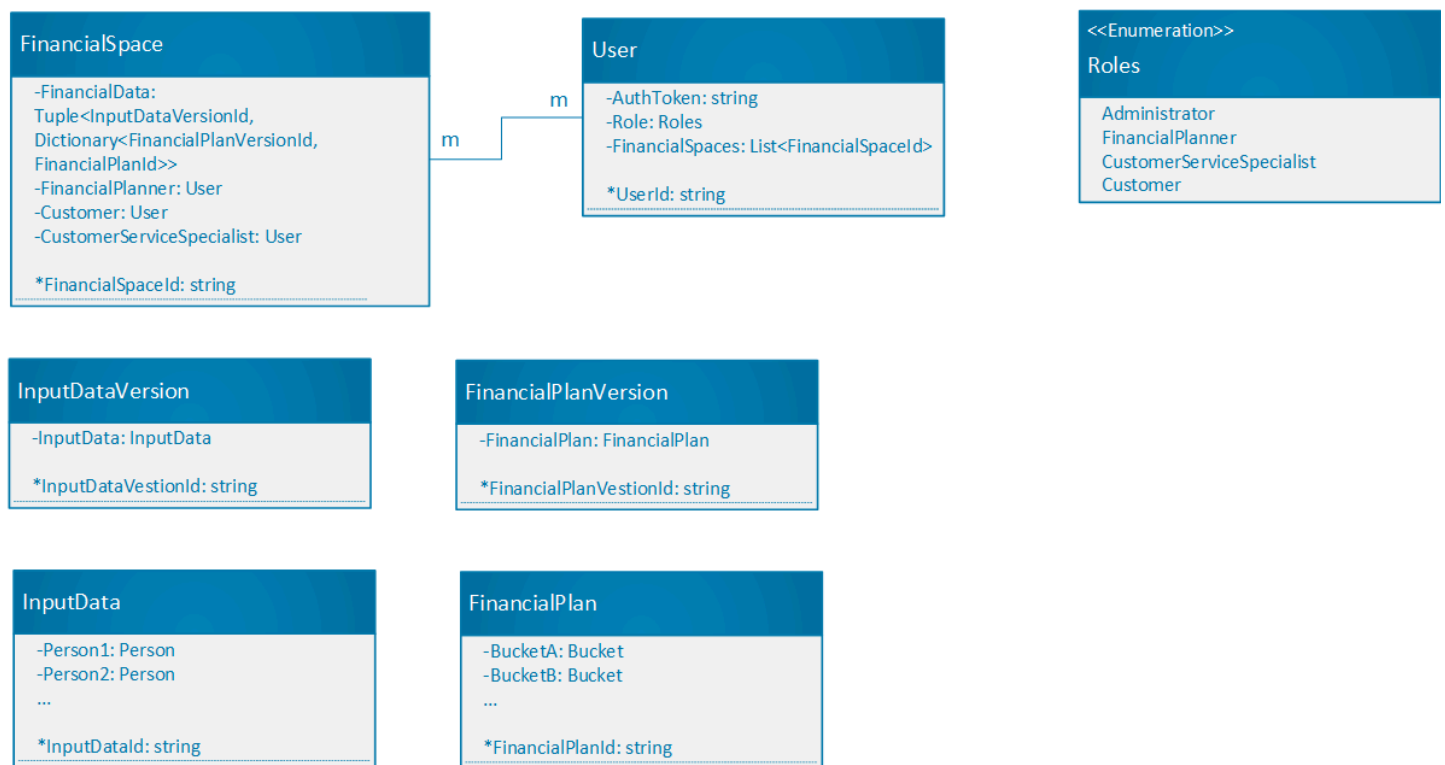 FinancialSpace
-FinancialData:
Tuple<InputDataVersionId,
Dictionary<FinancialPlanVersionId,
FinancialPlanId>>
-FinancialPlanner: User
-Customer: User
-CustomerServiceSpecialist: User
*FinancialSpaceId: string
m
m
User
-AuthToken: string
-Role: Roles
-FinancialSpaces: List<FinancialSpaceId>
*UserId: string
<<Enumeration>>
Roles
Administrator
FinancialPlanner
CustomerServiceSpecialist
Customer
InputDataVersion
-InputData: InputData
*InputDataVestionId: string
FinancialPlanVersion
-FinancialPlan: FinancialPlan
*FinancialPlanVestionId: string
InputData
-Person1: Person
-Person2: Person
...
*InputDataId: string
FinancialPlan
-BucketA: Bucket
-BucketB: Bucket
...
*FinancialPlanId: string